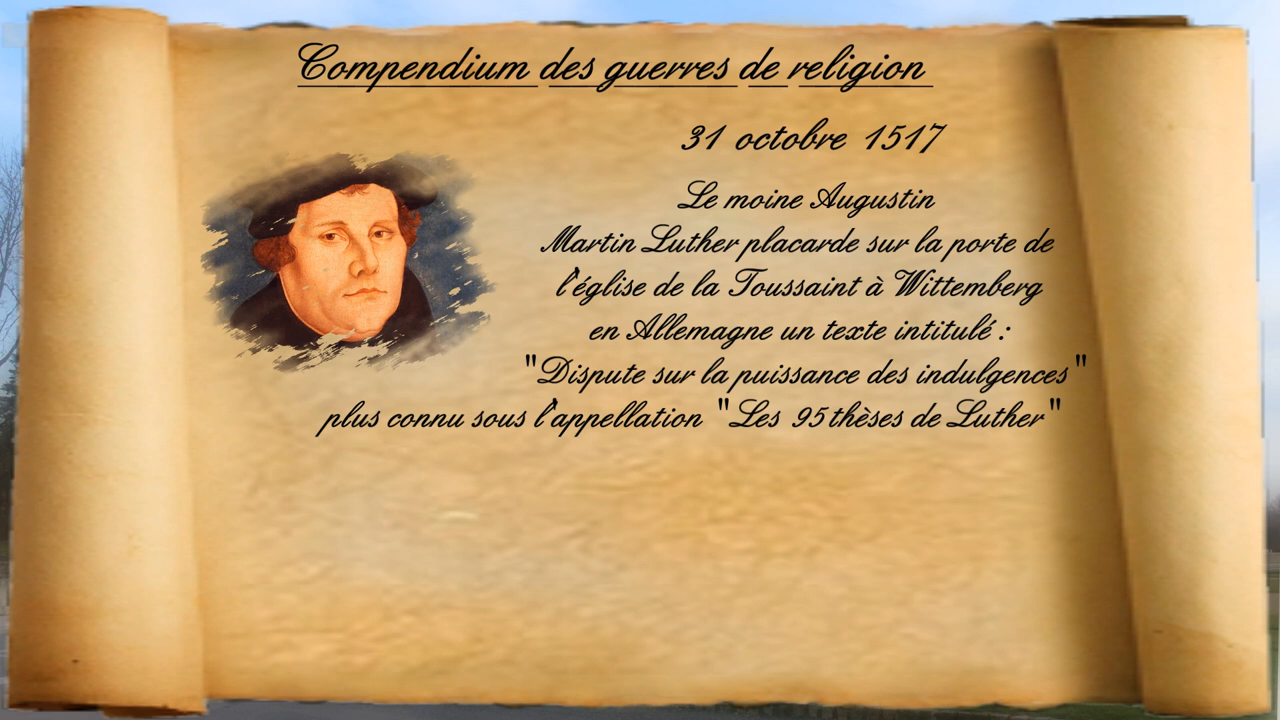 Compendium des guerres de religion
31 octobre 1517
Le moine Augustin
Martin Luther placarde sur la porte de
l'église de la Toussaint à Wittemberg
en Allemagne un texte intitulé :
"Dispute sur la puissance des indulgences"
plus connu sous l'appellation "Les 95 thèses de Luther"